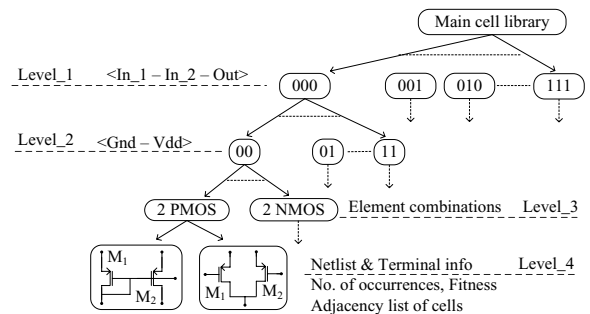 Main cell library
Level_1 <In_1 – In_2 – Out> 000 001 010 111
Level_2 <Gnd – Vdd> 00 01 11
2 PMOS 2 NMOS Element combinations Level_3
M1 M2 M1 M2
Netlist & Terminal info Level_4
No. of occurrences, Fitness
Adjacency list of cells